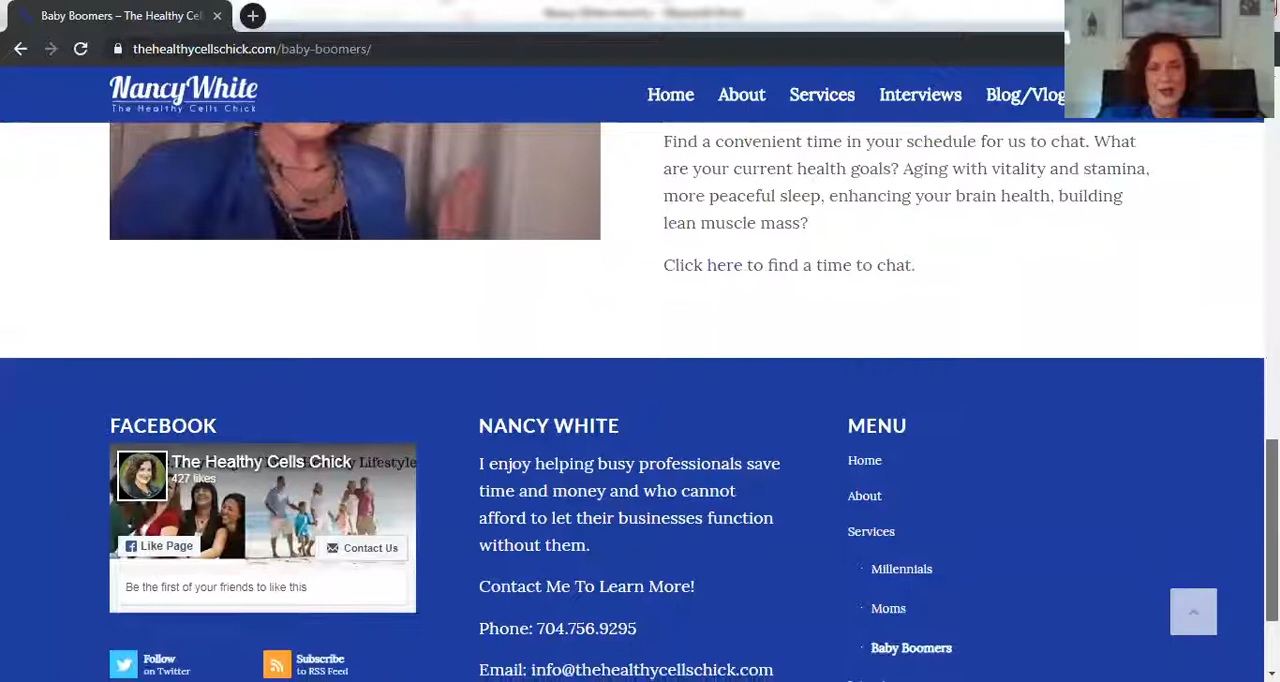 Baby Boomers – The Healthy Cel
thehealthycellschick.com/baby-boomers/
Nancy White
The Healthy Cells Chick
Home About Services Interviews Blog/Vlog
Find a convenient time in your schedule for us to chat. What
are your current health goals? Aging with vitality and stamina,
more peaceful sleep, enhancing your brain health, building
lean muscle mass?
Click here to find a time to chat.
FACEBOOK
The Healthy Cells Chick
427 likes
Lifestyle
Like Page
Contact Us
Be the first of your friends to like this
Follow
on Twitter
Subscribe
to RSS Feed
NANCY WHITE
I enjoy helping busy professionals save
time and money and who cannot
afford to let their businesses function
without them.
Contact Me To Learn More!
Phone: 704.756.9295
Email: info@thehealthycellschick.com
MENU
Home
About
Services
Millennials
Moms
Baby Boomers